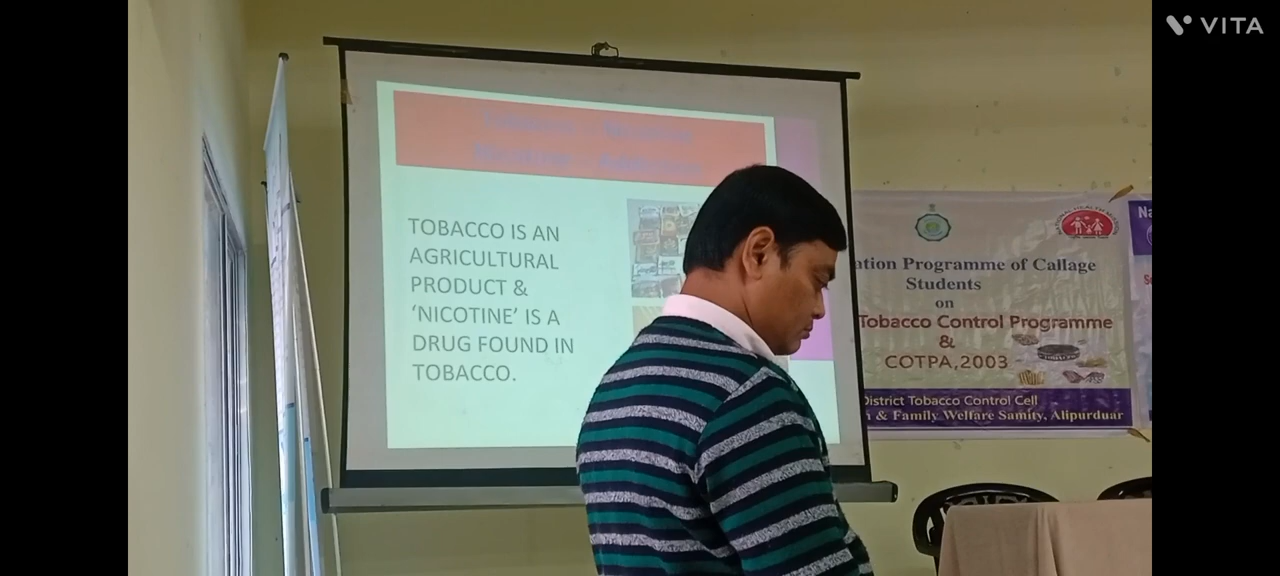 TOBACCO IS AN
AGRICULTURAL
PRODUCT &
‘NICOTINE’ IS A
DRUG FOUND IN
TOBACCO.
ation Programme of Callage
Students
on
Tobacco Control Programme
&
COTPA,2003
District Tobacco Control Cell
& Family Welfare Samity, Alipurduar
Na
VITA